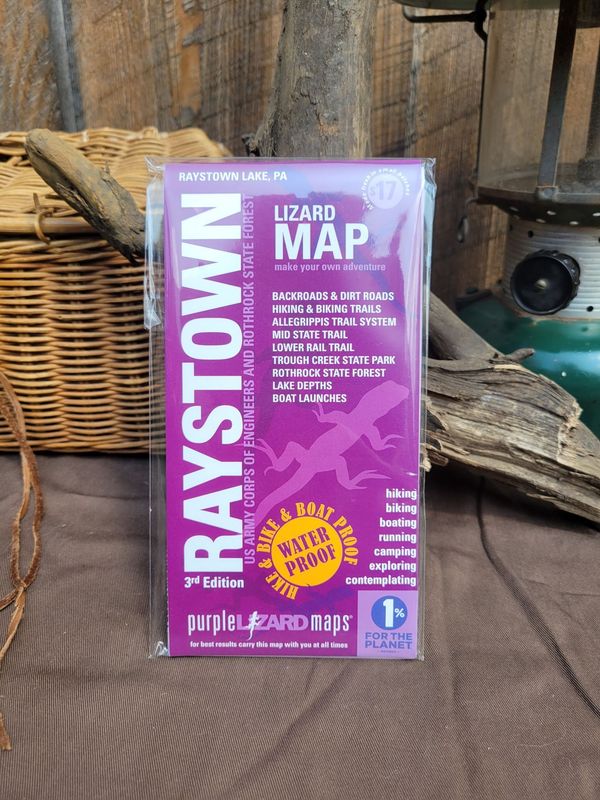 RAYSTOWN LAKE, PA
$17
RAYSTOWN
US ARMY CORPS OF ENGINEERS AND ROTHROCK STATE FOREST
LIZARD
MAP
make your own adventure
BACKROADS & DIRT ROADS
HIKING & BIKING TRAILS
ALLEGRIPPIS TRAIL SYSTEM
MID STATE TRAIL
LOWER RAIL TRAIL
TROUGH CREEK STATE PARK
ROTHROCK STATE FOREST
LAKE DEPTHS
BOAT LAUNCHES
HIKE & BIKE & BOAT PROOF
WATER
PROOF
hiking
biking
boating
running
camping
exploring
contemplating
3rd Edition
purpleLIZARDmaps®
for best results carry this map with you at all times
1%
FOR THE
PLANET